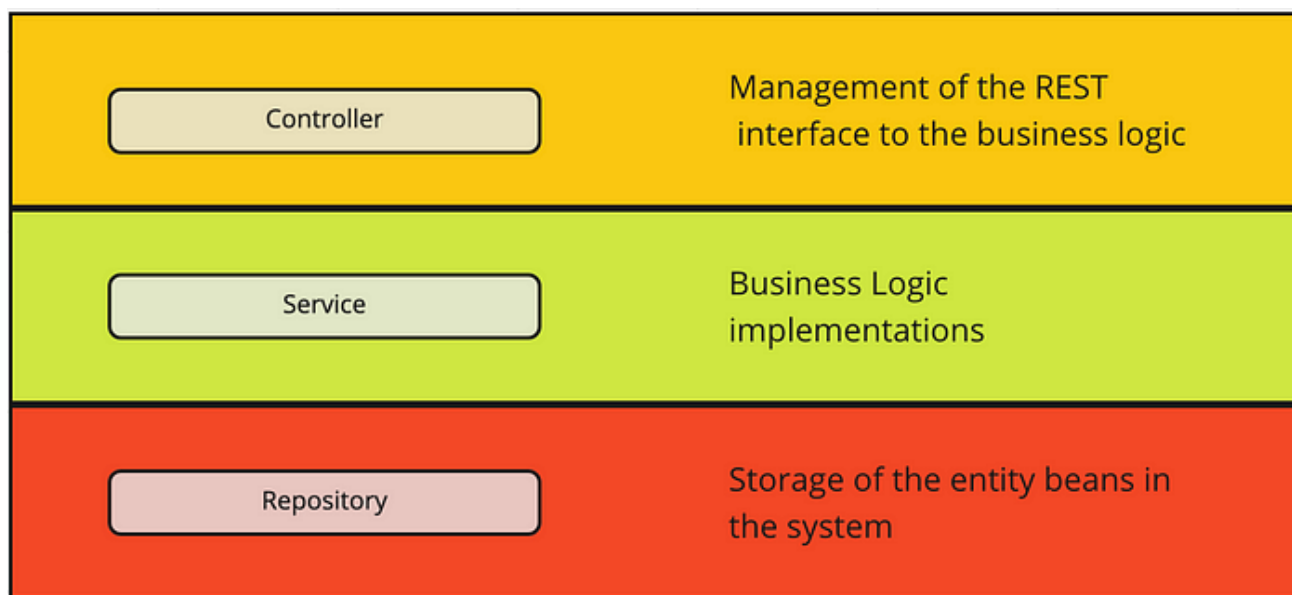 Controller
Management of the REST
interface to the business logic
Service
Business Logic
implementations
Repository
Storage of the entity beans in
the system